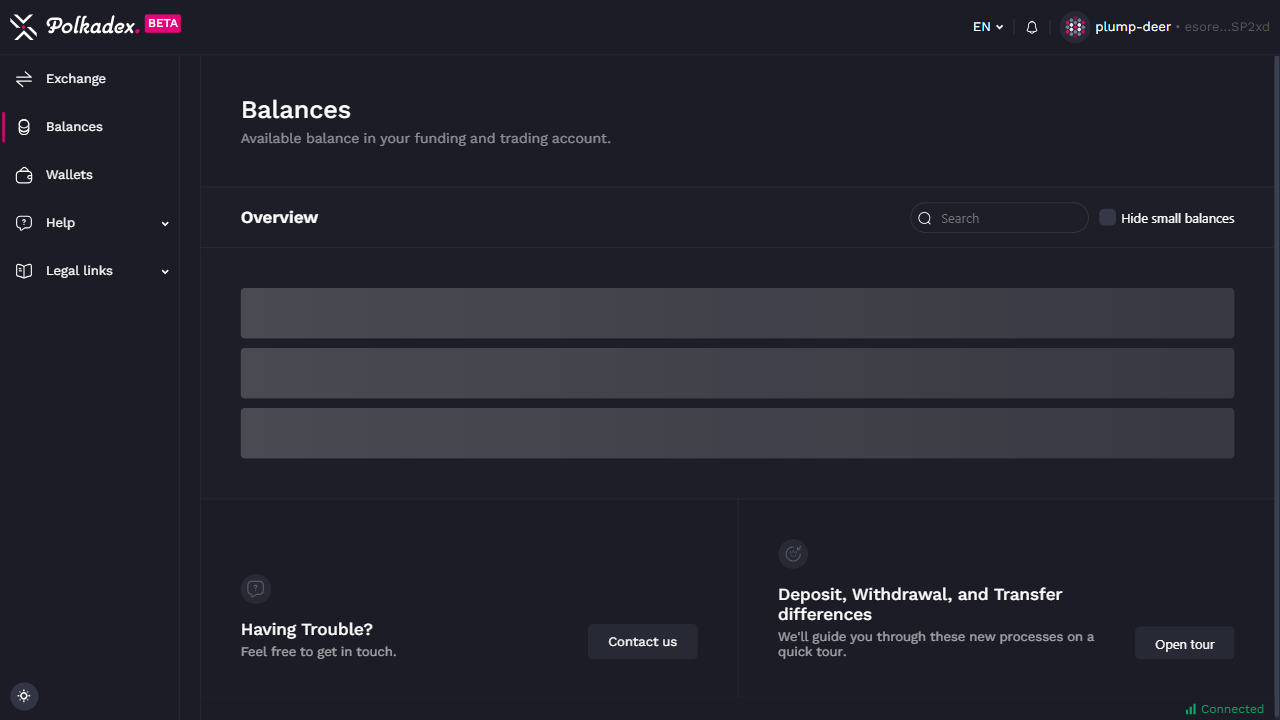 Polkadex. BETA
EN
plump-deer • esore...SP2xd
Exchange
Balances
Wallets
Help
Legal links
Balances
Available balance in your funding and trading account.
Overview
Search
Hide small balances
Having Trouble?
Feel free to get in touch.
Contact us
Deposit, Withdrawal, and Transfer
differences
We'll guide you through these new processes on a
quick tour.
Open tour
Connected